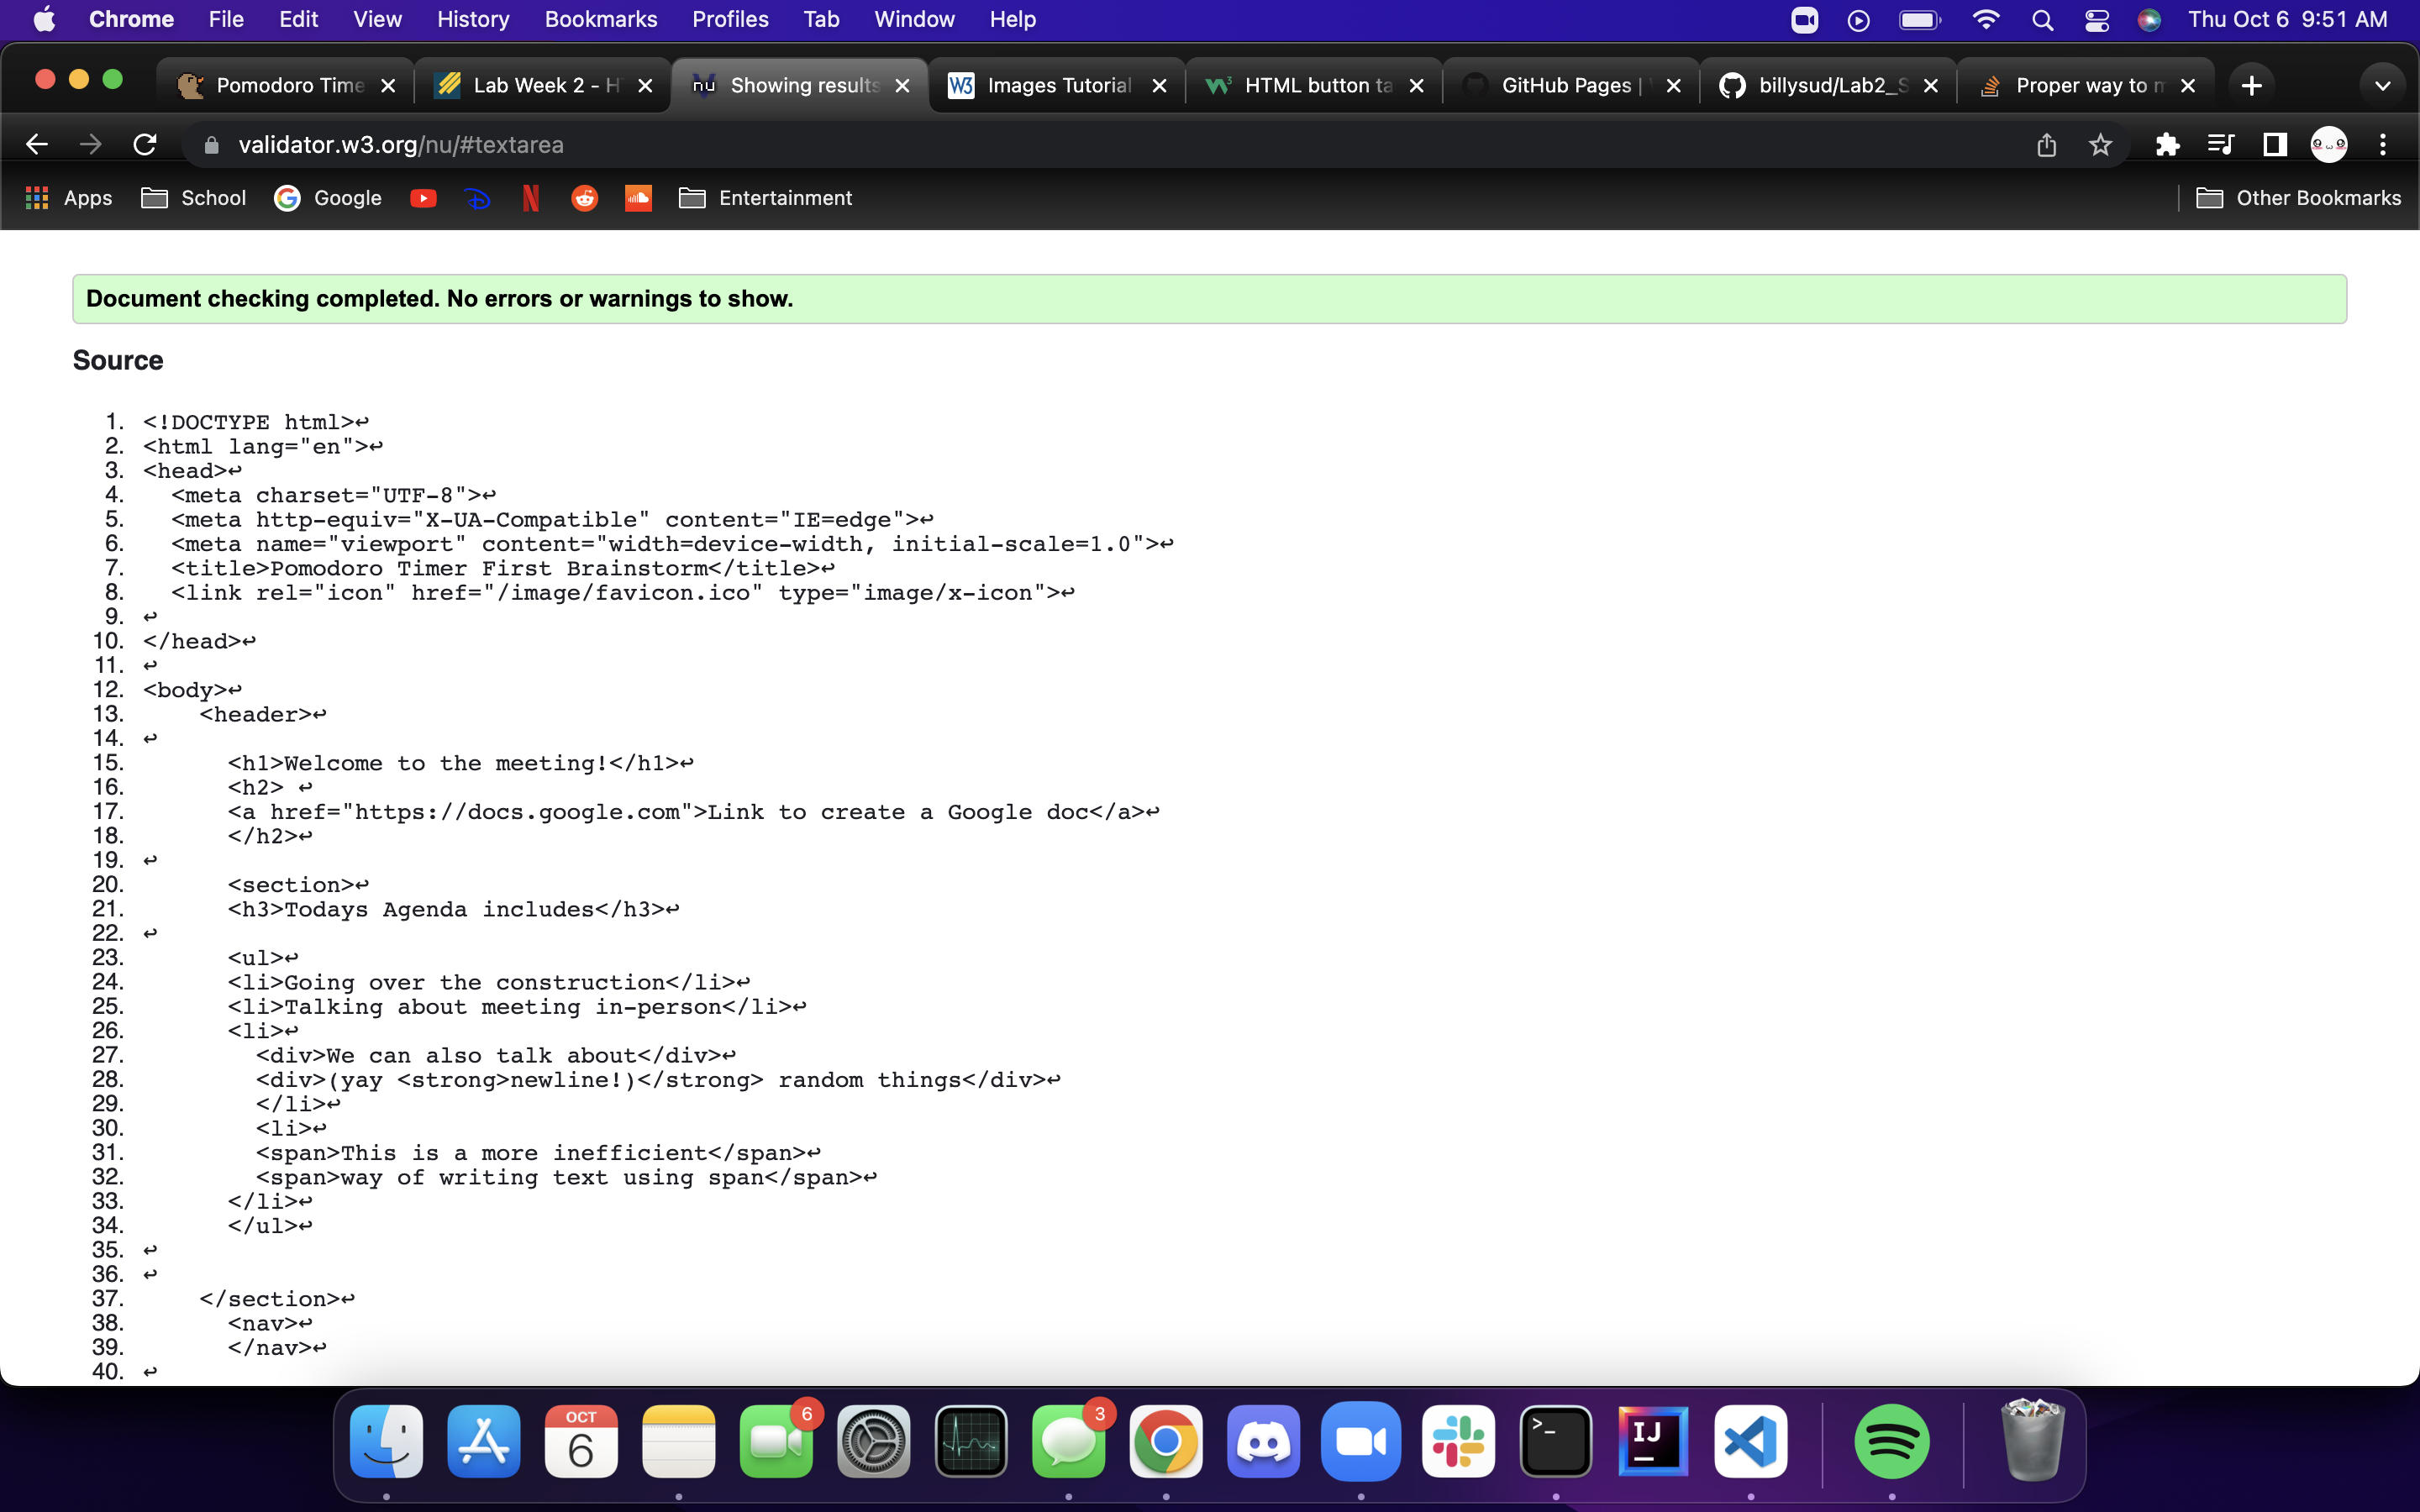 Chrome File Edit View History Bookmarks Profiles Tab Window Help Thu Oct 6 9:51 AM
Pomodoro Time Lab Week 2 - H nu Showing results W3 Images Tutorial HTML button ta GitHub Pages | billysud/Lab2_S Proper way to m
validator.w3.org/nu/#textarea
Apps School Google Entertainment Other Bookmarks
Document checking completed. No errors or warnings to show.
Source
1. <!DOCTYPE html>↩
2. <html lang="en">↩
3. <head>↩
4. <meta charset="UTF-8">↩
5. <meta http-equiv="X-UA-Compatible" content="IE=edge">↩
6. <meta name="viewport" content="width=device-width, initial-scale=1.0">↩
7. <title>Pomodoro Timer First Brainstorm</title>↩
8. <link rel="icon" href="/image/favicon.ico" type="image/x-icon">↩
9. ↩
10. </head>↩
11. ↩
12. <body>↩
13. <header>↩
14. ↩
15. <h1>Welcome to the meeting!</h1>↩
16. <h2> ↩
17. <a href="https://docs.google.com">Link to create a Google doc</a>↩
18. </h2>↩
19. ↩
20. <section>↩
21. <h3>Todays Agenda includes</h3>↩
22. ↩
23. <ul>↩
24. <li>Going over the construction</li>↩
25. <li>Talking about meeting in-person</li>↩
26. <li>↩
27. <div>We can also talk about</div>↩
28. <div>(yay <strong>newline!)</strong> random things</div>↩
29. </li>↩
30. <li>↩
31. <span>This is a more inefficient</span>↩
32. <span>way of writing text using span</span>↩
33. </li>↩
34. </ul>↩
35. ↩
36. ↩
37. </section>↩
38. <nav>↩
39. </nav>↩
40. ↩
OCT 6 3
6 >_ IJ